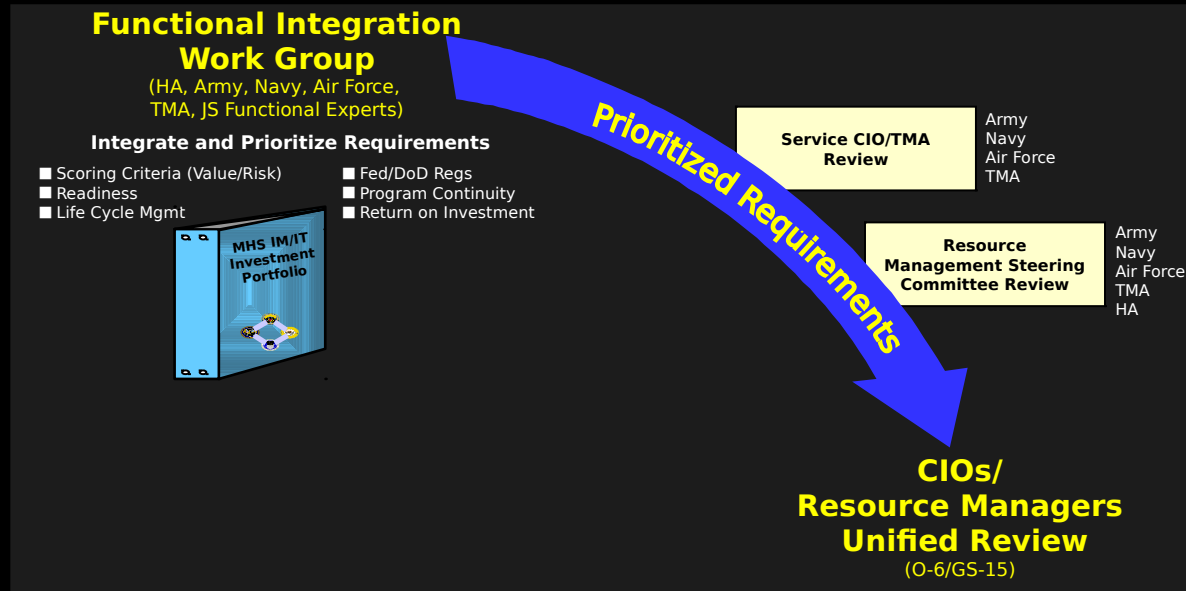 Functional Integration
Work Group
(HA, Army, Navy, Air Force,
TMA, JS Functional Experts)
Integrate and Prioritize Requirements
Scoring Criteria (Value/Risk)
Readiness
Life Cycle Mgmt
Fed/DoD Regs
Program Continuity
Return on Investment
MHS IM/IT
Investment
Portfolio
Prioritized Requirements
Service CIO/TMA
Review
Army
Navy
Air Force
TMA
Resource
Management Steering
Committee Review
Army
Navy
Air Force
TMA
HA
CIOs/
Resource Managers
Unified Review
(O-6/GS-15)